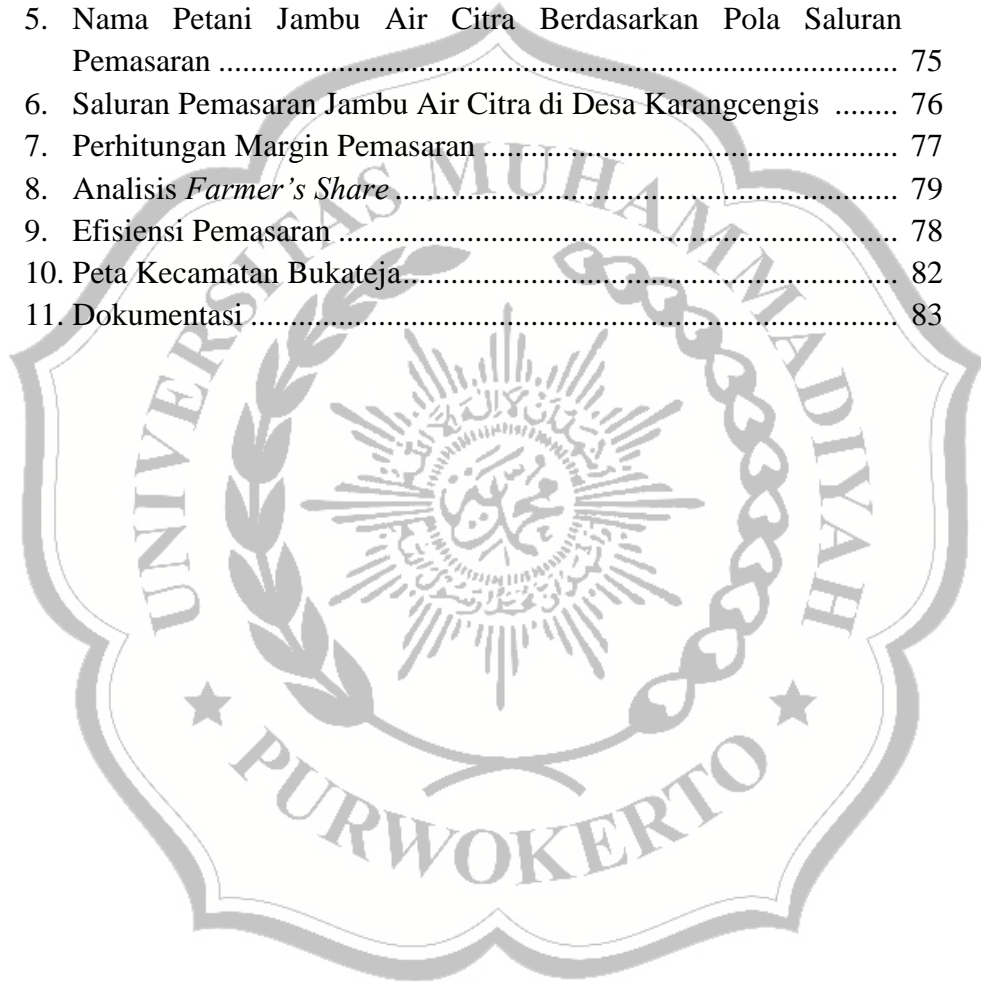 5. Nama Petani Jambu Air Citra Berdasarkan Pola Saluran
Pemasaran ..................................................................................... 75
6. Saluran Pemasaran Jambu Air Citra di Desa Karangcengis ........ 76
7. Perhitungan Margin Pemasaran .................................................... 77
8. Analisis Farmer’s Share ............................................................... 79
9. Efisiensi Pemasaran ...................................................................... 78
10. Peta Kecamatan Bukateja.............................................................. 82
11. Dokumentasi ................................................................................. 83
UNIVERSITAS MUHAMMADIYAH
PURWOKERTO